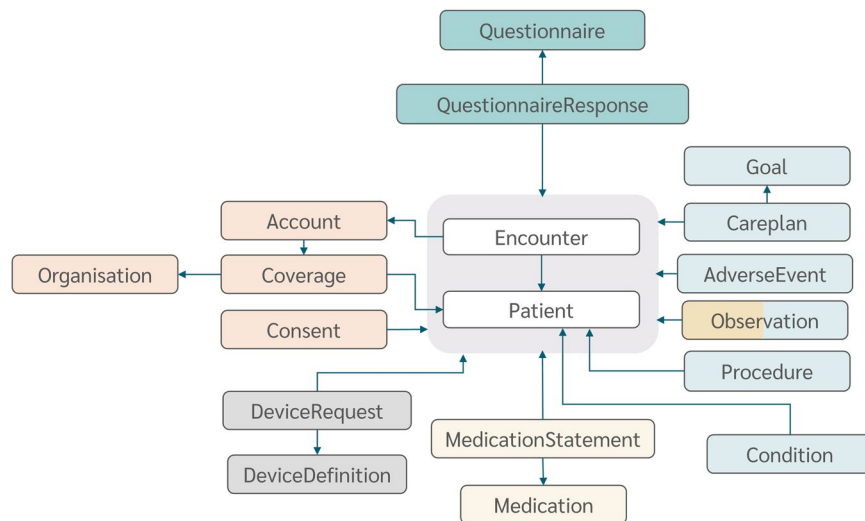 Questionnaire
QuestionnaireResponse
Goal
Account
Careplan
Encounter
Organisation
Coverage
AdverseEvent
Patient
Observation
Consent
Procedure
DeviceRequest
MedicationStatement
Condition
DeviceDefinition
Medication